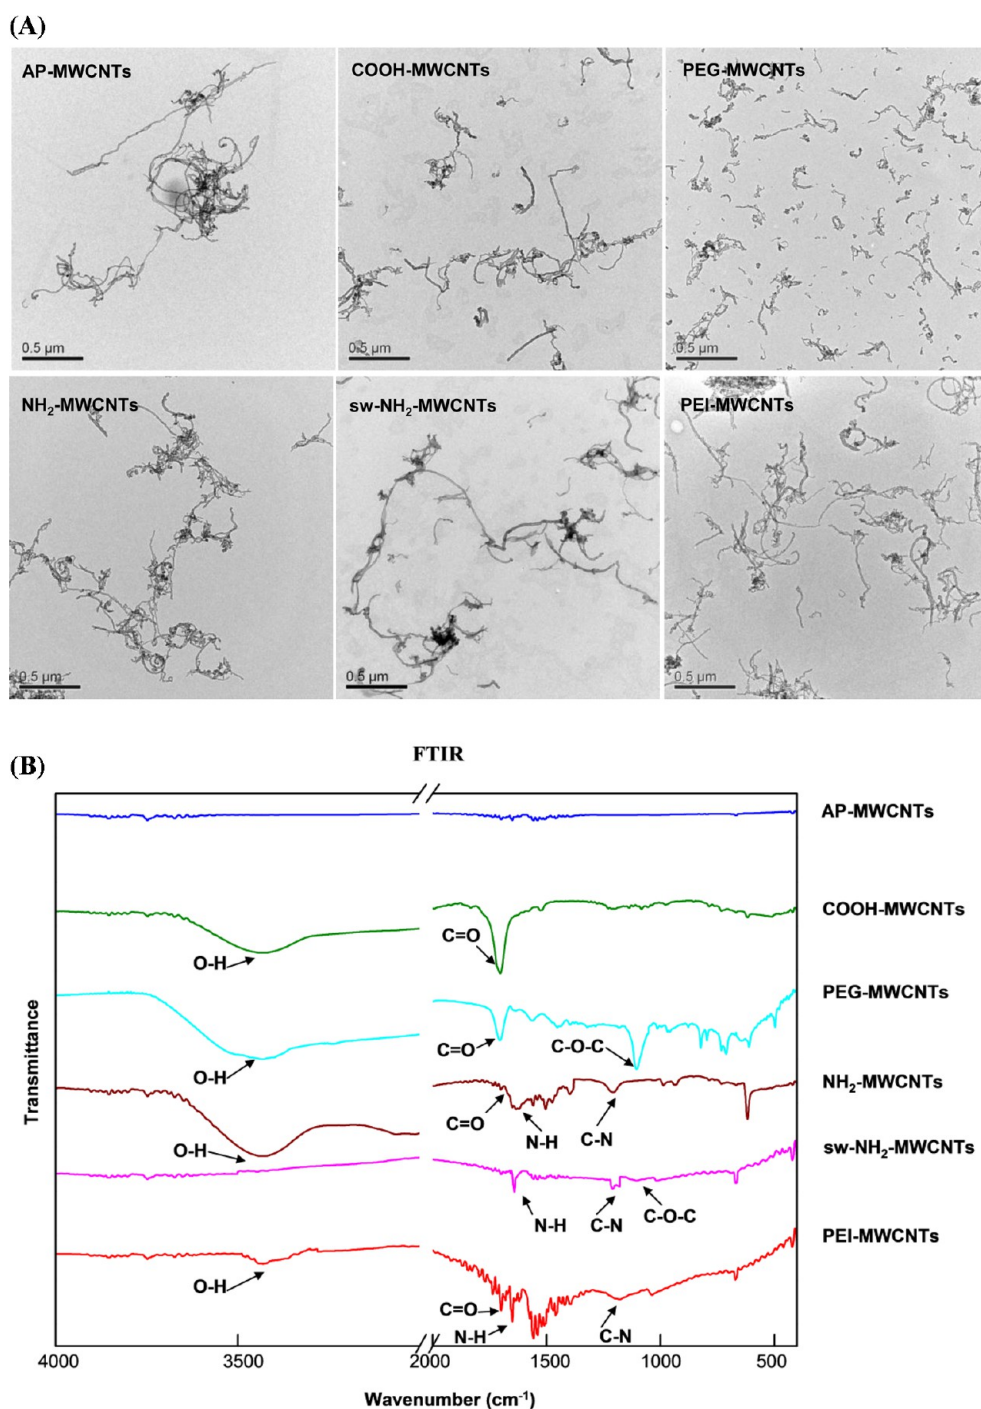 (A)
AP-MWCNTs
COOH-MWCNTs
PEG-MWCNTs
0.5 µm
0.5 µm
0.5 µm
NH₂-MWCNTs
sw-NH₂-MWCNTs
PEI-MWCNTs
0.5 µm
0.5 µm
0.5 µm
(B)
FTIR
AP-MWCNTs
COOH-MWCNTs
C=O
O-H
PEG-MWCNTs
C=O
C-O-C
O-H
NH₂-MWCNTs
C=O
N-H
C-N
O-H
sw-NH₂-MWCNTs
N-H
C-N
C-O-C
PEI-MWCNTs
O-H
C=O
N-H
C-N
Transmittance
4000
3500
2000
1500
1000
500
Wavenumber (cm⁻¹)